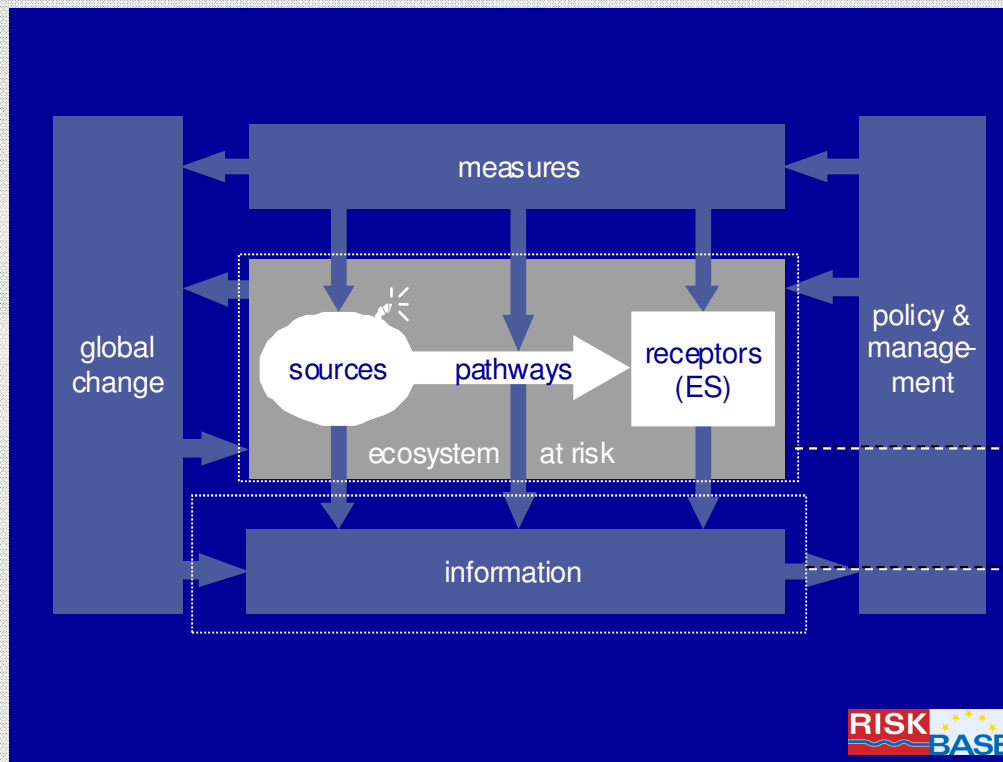 measures
global
change
policy &
manage-
ment
sources
pathways
receptors
(ES)
ecosystem at risk
information
RISK
BASE